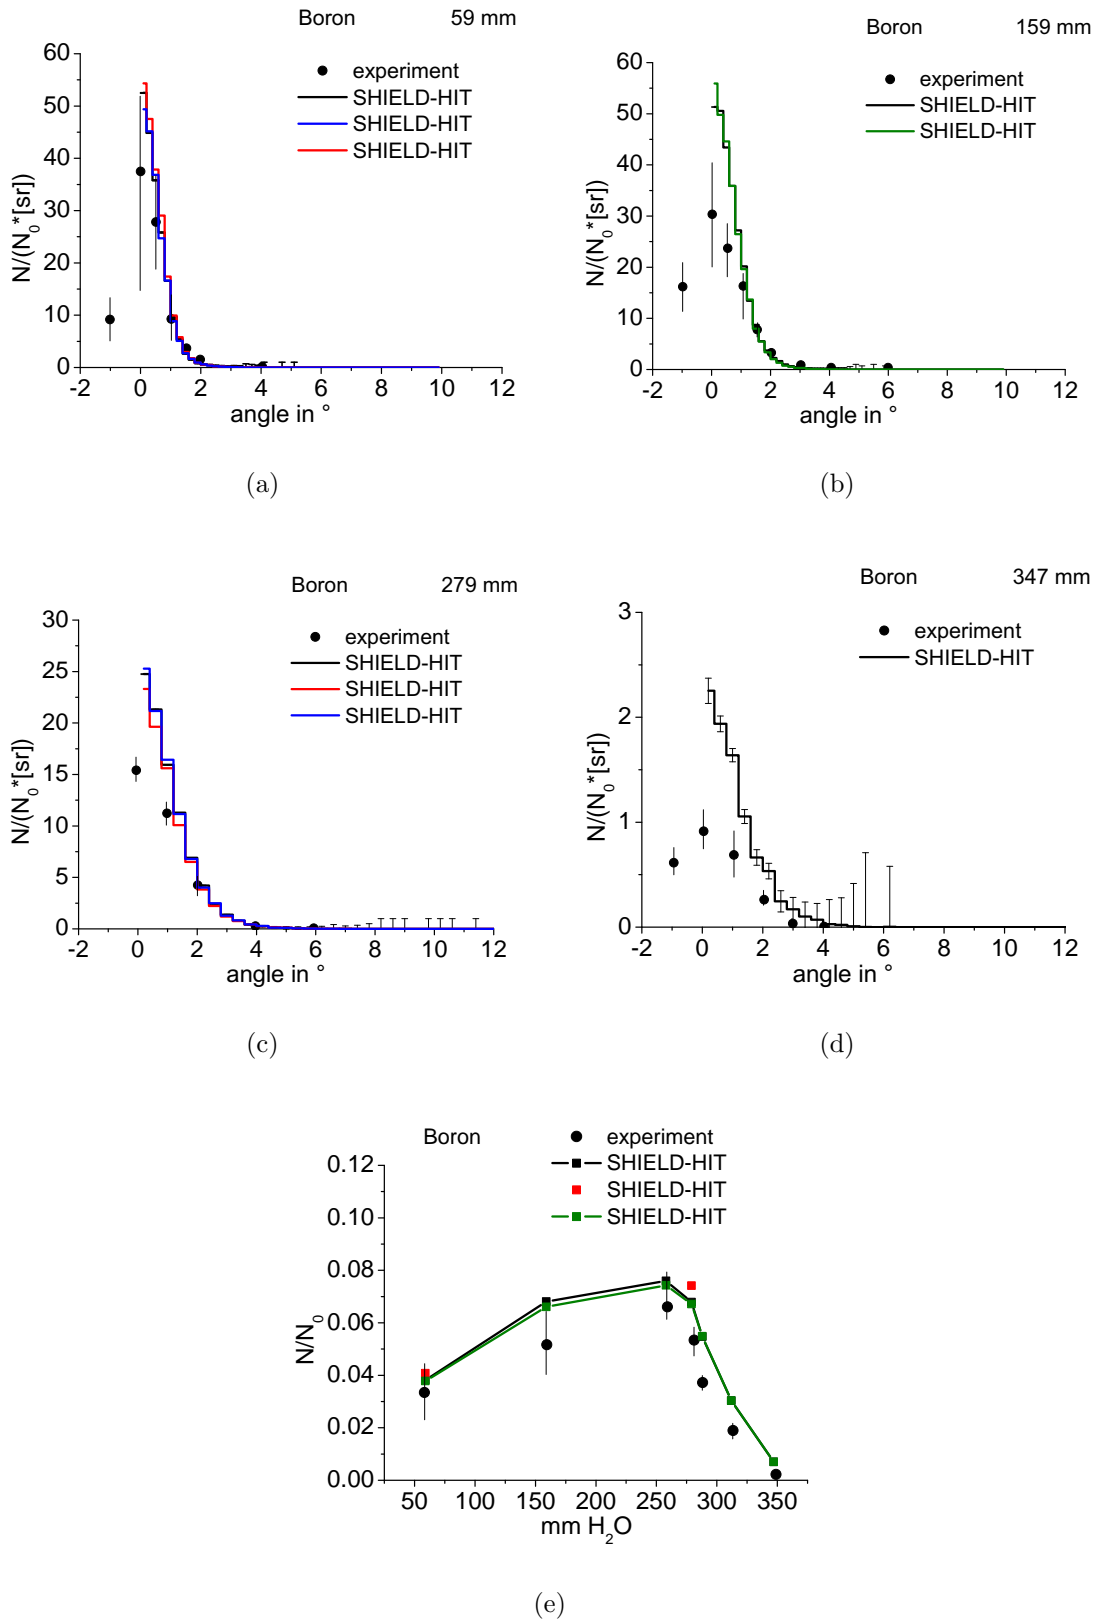 Boron 59 mm
experiment
SHIELD-HIT
SHIELD-HIT
SHIELD-HIT
N/(N0*[sr])
60
50
40
30
20
10
0
-2 0 2 4 6 8 10 12
angle in °
(a)
Boron 159 mm
experiment
SHIELD-HIT
SHIELD-HIT
N/(N0*[sr])
60
50
40
30
20
10
0
-2 0 2 4 6 8 10 12
angle in °
(b)
Boron 279 mm
experiment
SHIELD-HIT
SHIELD-HIT
SHIELD-HIT
N/(N0*[sr])
30
25
20
15
10
5
0
-2 0 2 4 6 8 10 12
angle in °
(c)
Boron 347 mm
experiment
SHIELD-HIT
N/(N0*[sr])
3
2
1
0
-2 0 2 4 6 8 10 12
angle in °
(d)
Boron
experiment
SHIELD-HIT
SHIELD-HIT
SHIELD-HIT
N/N0
0.12
0.10
0.08
0.06
0.04
0.02
0.00
50 100 150 200 250 300 350
mm H2O
(e)